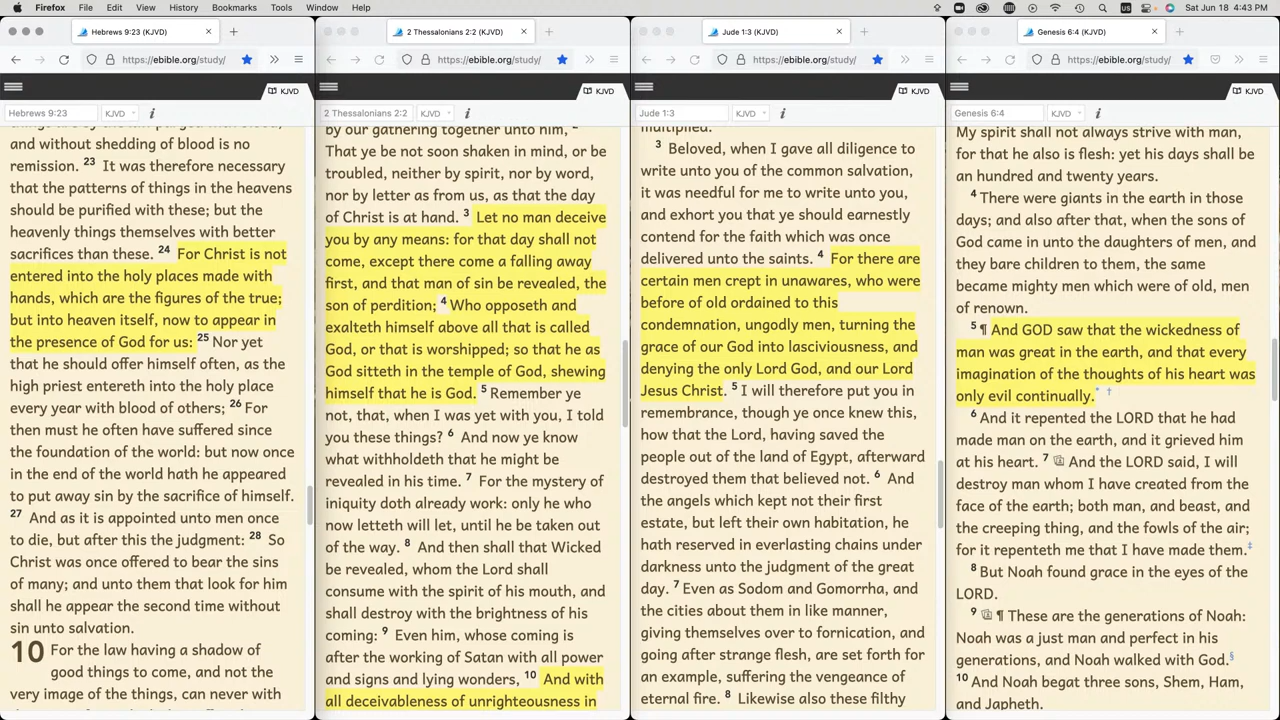 Firefox File Edit View History Bookmarks Tools Window Help Sat Jun 18 4:43 PM
Hebrews 9:23 (KJVD)
https://ebible.org/study/
KJVD
Hebrews 9:23 KJVD i
and without shedding of blood is no
remission. 23 It was therefore necessary
that the patterns of things in the heavens
should be purified with these; but the
heavenly things themselves with better
sacrifices than these. 24 For Christ is not
entered into the holy places made with
hands, which are the figures of the true;
but into heaven itself, now to appear in
the presence of God for us: 25 Nor yet
that he should offer himself often, as the
high priest entereth into the holy place
every year with blood of others; 26 For
then must he often have suffered since
the foundation of the world: but now once
in the end of the world hath he appeared
to put away sin by the sacrifice of himself.
27 And as it is appointed unto men once
to die, but after this the judgment: 28 So
Christ was once offered to bear the sins
of many; and unto them that look for him
shall he appear the second time without
sin unto salvation.
10 For the law having a shadow of
good things to come, and not the
very image of the things, can never with
2 Thessalonians 2:2 (KJVD)
https://ebible.org/study/
KJVD
2 Thessalonians 2:2 KJVD i
by our gathering together unto him, 2
That ye be not soon shaken in mind, or be
troubled, neither by spirit, nor by word,
nor by letter as from us, as that the day
of Christ is at hand. 3 Let no man deceive
you by any means: for that day shall not
come, except there come a falling away
first, and that man of sin be revealed, the
son of perdition; 4 Who opposeth and
exalteth himself above all that is called
God, or that is worshipped; so that he as
God sitteth in the temple of God, shewing
himself that he is God. 5 Remember ye
not, that, when I was yet with you, I told
you these things? 6 And now ye know
what withholdeth that he might be
revealed in his time. 7 For the mystery of
iniquity doth already work: only he who
now letteth will let, until he be taken out
of the way. 8 And then shall that Wicked
be revealed, whom the Lord shall
consume with the spirit of his mouth, and
shall destroy with the brightness of his
coming: 9 Even him, whose coming is
after the working of Satan with all power
and signs and lying wonders, 10 And with
all deceivableness of unrighteousness in
Jude 1:3 (KJVD)
https://ebible.org/study/
KJVD
Jude 1:3 KJVD i
multiplied.
3 Beloved, when I gave all diligence to
write unto you of the common salvation,
it was needful for me to write unto you,
and exhort you that ye should earnestly
contend for the faith which was once
delivered unto the saints. 4 For there are
certain men crept in unawares, who were
before of old ordained to this
condemnation, ungodly men, turning the
grace of our God into lasciviousness, and
denying the only Lord God, and our Lord
Jesus Christ. 5 I will therefore put you in
remembrance, though ye once knew this,
how that the Lord, having saved the
people out of the land of Egypt, afterward
destroyed them that believed not. 6 And
the angels which kept not their first
estate, but left their own habitation, he
hath reserved in everlasting chains under
darkness unto the judgment of the great
day. 7 Even as Sodom and Gomorrha, and
the cities about them in like manner,
giving themselves over to fornication, and
going after strange flesh, are set forth for
an example, suffering the vengeance of
eternal fire. 8 Likewise also these filthy
Genesis 6:4 (KJVD)
https://ebible.org/study/
KJVD
Genesis 6:4 KJVD i
My spirit shall not always strive with man,
for that he also is flesh: yet his days shall be
an hundred and twenty years.
4 There were giants in the earth in those
days; and also after that, when the sons of
God came in unto the daughters of men, and
they bare children to them, the same
became mighty men which were of old, men
of renown.
5 ¶ And GOD saw that the wickedness of
man was great in the earth, and that every
imagination of the thoughts of his heart was
only evil continually. * †
6 And it repented the LORD that he had
made man on the earth, and it grieved him
at his heart. 7 And the LORD said, I will
destroy man whom I have created from the
face of the earth; both man, and beast, and
the creeping thing, and the fowls of the air;
for it repenteth me that I have made them. ‡
8 But Noah found grace in the eyes of the
LORD.
9 ¶ These are the generations of Noah:
Noah was a just man and perfect in his
generations, and Noah walked with God. §
10 And Noah begat three sons, Shem, Ham,
and Japheth.